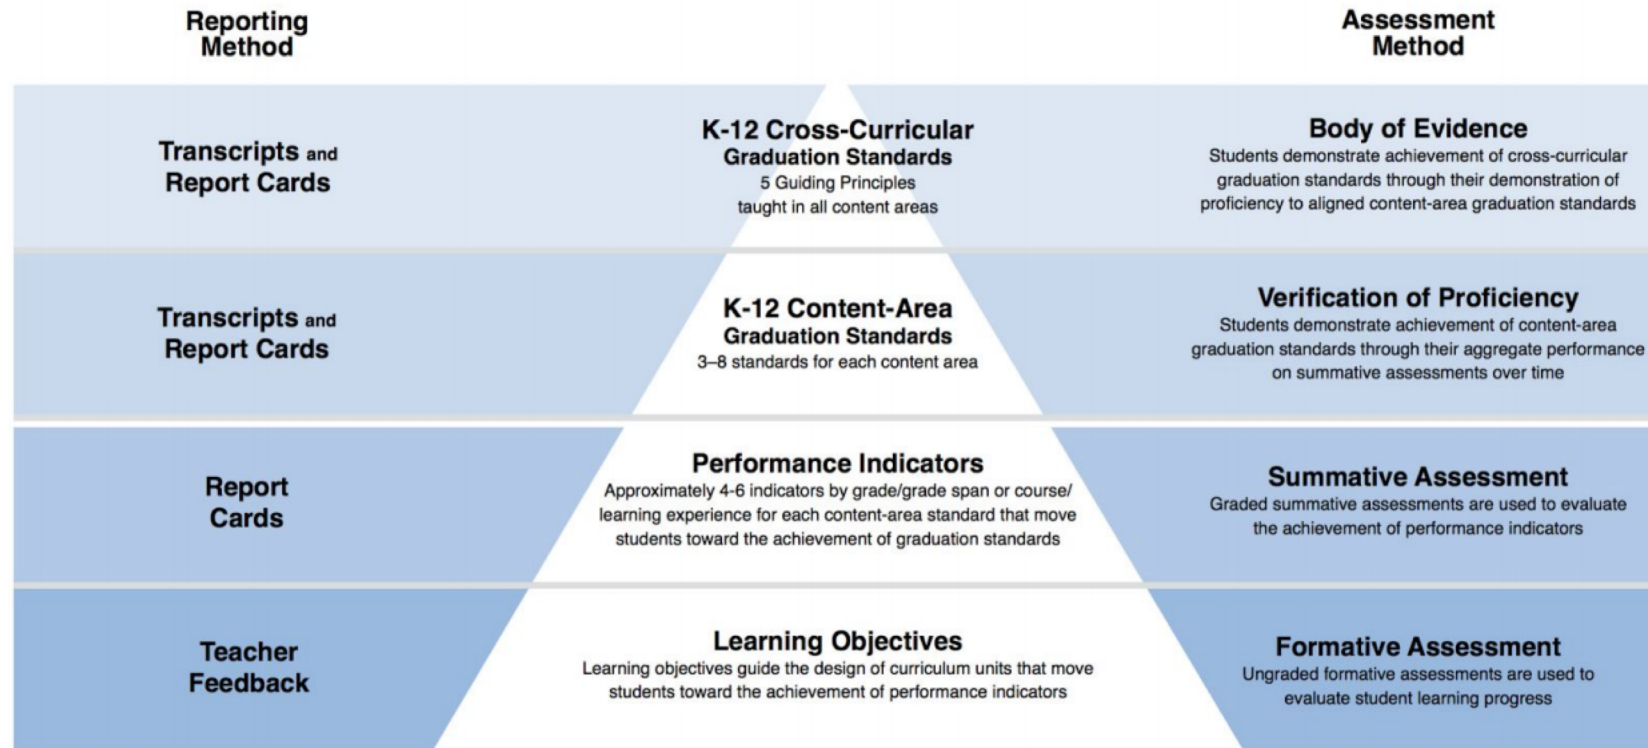 Reporting
Method
Assessment
Method
Transcripts and
Report Cards
K-12 Cross-Curricular
Graduation Standards
5 Guiding Principles
taught in all content areas
Body of Evidence
Students demonstrate achievement of cross-curricular
graduation standards through their demonstration of
proficiency to aligned content-area graduation standards
Transcripts and
Report Cards
K-12 Content-Area
Graduation Standards
3–8 standards for each content area
Verification of Proficiency
Students demonstrate achievement of content-area
graduation standards through their aggregate performance
on summative assessments over time
Report
Cards
Performance Indicators
Approximately 4-6 indicators by grade/grade span or course/
learning experience for each content-area standard that move
students toward the achievement of graduation standards
Summative Assessment
Graded summative assessments are used to evaluate
the achievement of performance indicators
Teacher
Feedback
Learning Objectives
Learning objectives guide the design of curriculum units that move
students toward the achievement of performance indicators
Formative Assessment
Ungraded formative assessments are used to
evaluate student learning progress